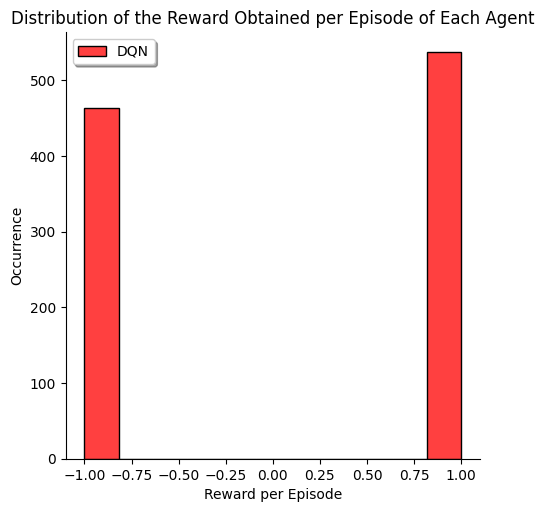 Distribution of the Reward Obtained per Episode of Each Agent
DQN
500
400
300
200
100
0
Occurrence
−1.00 −0.75 −0.50 −0.25 0.00 0.25 0.50 0.75 1.00
Reward per Episode